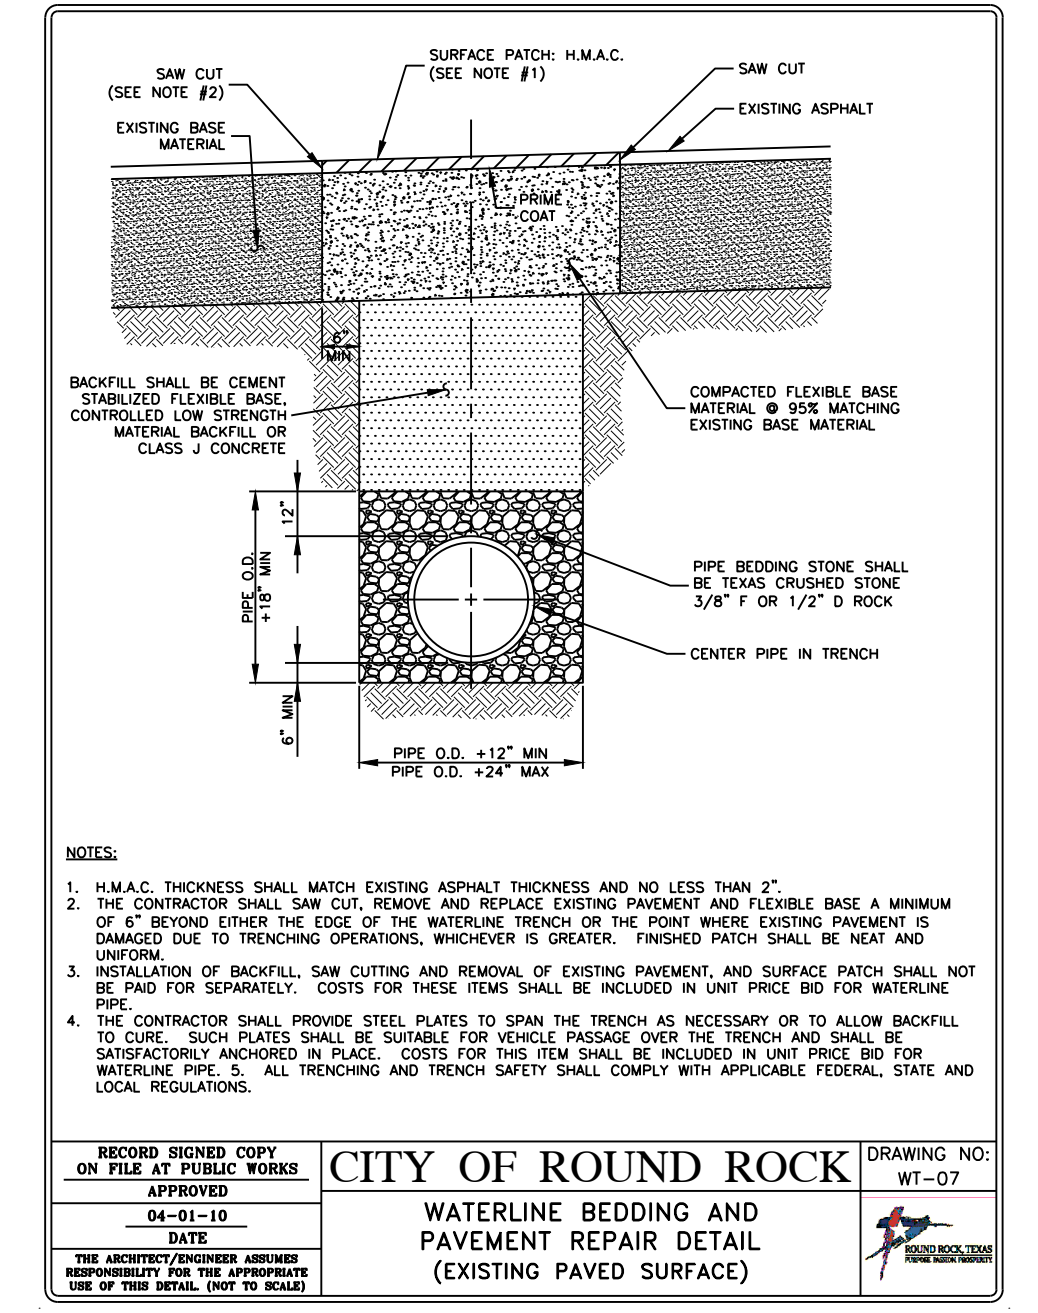 SURFACE PATCH: H.M.A.C.
(SEE NOTE #1)
SAW CUT
(SEE NOTE #2)
SAW CUT
EXISTING ASPHALT
EXISTING BASE
MATERIAL
PRIME
COAT
6"
MIN
BACKFILL SHALL BE CEMENT
STABILIZED FLEXIBLE BASE,
CONTROLLED LOW STRENGTH
MATERIAL BACKFILL OR
CLASS J CONCRETE
COMPACTED FLEXIBLE BASE
MATERIAL @ 95% MATCHING
EXISTING BASE MATERIAL
12"
PIPE O.D.
+18" MIN
6" MIN
PIPE BEDDING STONE SHALL
BE TEXAS CRUSHED STONE
3/8" F OR 1/2" D ROCK
CENTER PIPE IN TRENCH
PIPE O.D. +12" MIN
PIPE O.D. +24" MAX
NOTES:
1. H.M.A.C. THICKNESS SHALL MATCH EXISTING ASPHALT THICKNESS AND NO LESS THAN 2".
2. THE CONTRACTOR SHALL SAW CUT, REMOVE AND REPLACE EXISTING PAVEMENT AND FLEXIBLE BASE A MINIMUM
OF 6" BEYOND EITHER THE EDGE OF THE WATERLINE TRENCH OR THE POINT WHERE EXISTING PAVEMENT IS
DAMAGED DUE TO TRENCHING OPERATIONS, WHICHEVER IS GREATER. FINISHED PATCH SHALL BE NEAT AND
UNIFORM.
3. INSTALLATION OF BACKFILL, SAW CUTTING AND REMOVAL OF EXISTING PAVEMENT, AND SURFACE PATCH SHALL NOT
BE PAID FOR SEPARATELY. COSTS FOR THESE ITEMS SHALL BE INCLUDED IN UNIT PRICE BID FOR WATERLINE
PIPE.
4. THE CONTRACTOR SHALL PROVIDE STEEL PLATES TO SPAN THE TRENCH AS NECESSARY OR TO ALLOW BACKFILL
TO CURE. SUCH PLATES SHALL BE SUITABLE FOR VEHICLE PASSAGE OVER THE TRENCH AND SHALL BE
SATISFACTORILY ANCHORED IN PLACE. COSTS FOR THIS ITEM SHALL BE INCLUDED IN UNIT PRICE BID FOR
WATERLINE PIPE. 5. ALL TRENCHING AND TRENCH SAFETY SHALL COMPLY WITH APPLICABLE FEDERAL, STATE AND
LOCAL REGULATIONS.
RECORD SIGNED COPY
ON FILE AT PUBLIC WORKS
APPROVED
04-01-10
DATE
THE ARCHITECT/ENGINEER ASSUMES
RESPONSIBILITY FOR THE APPROPRIATE
USE OF THIS DETAIL. (NOT TO SCALE)
CITY OF ROUND ROCK
WATERLINE BEDDING AND
PAVEMENT REPAIR DETAIL
(EXISTING PAVED SURFACE)
DRAWING NO:
WT-07
ROUND ROCK, TEXAS
PURPOSE. PASSION. PROSPERITY.